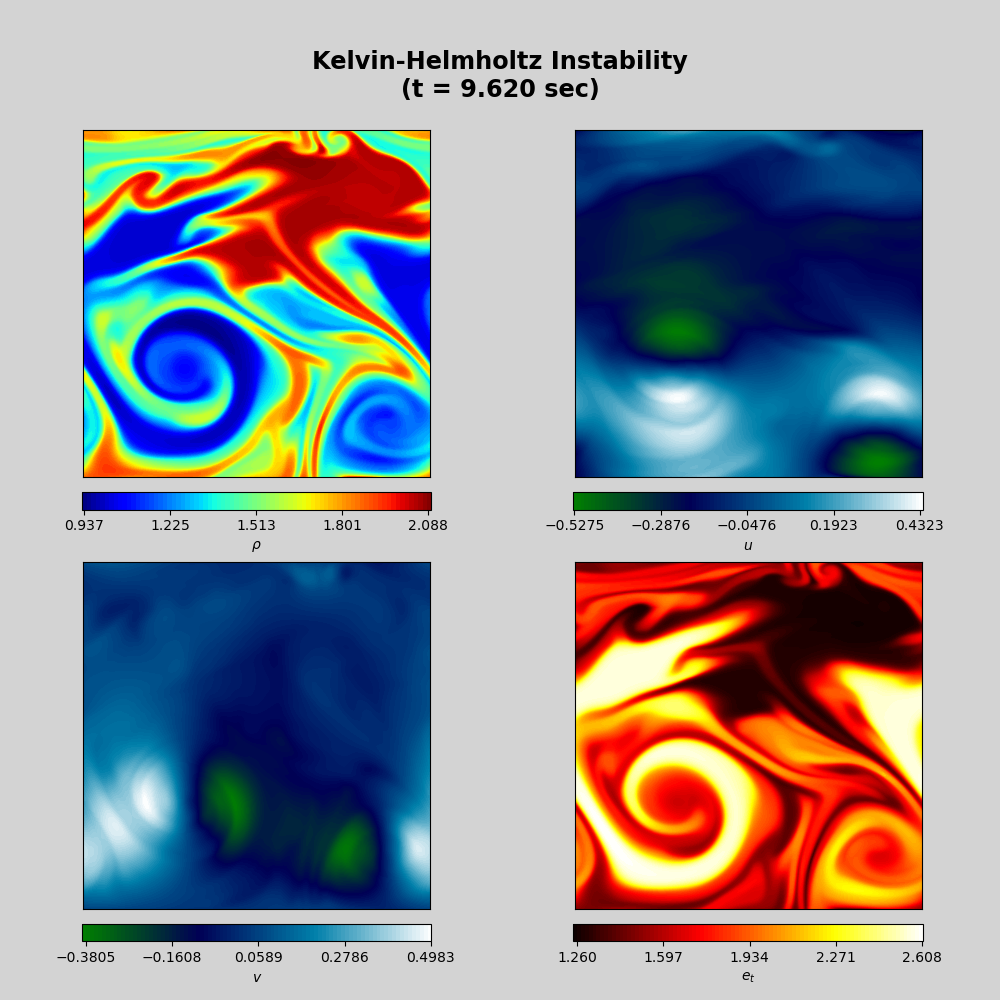 Kelvin-Helmholtz Instability
(t = 9.620 sec)
0.937 1.225 1.513 1.801 2.088
ρ
−0.5275 −0.2876 −0.0476 0.1923 0.4323
u
−0.3805 −0.1608 0.0589 0.2786 0.4983
v
1.260 1.597 1.934 2.271 2.608
eₜ